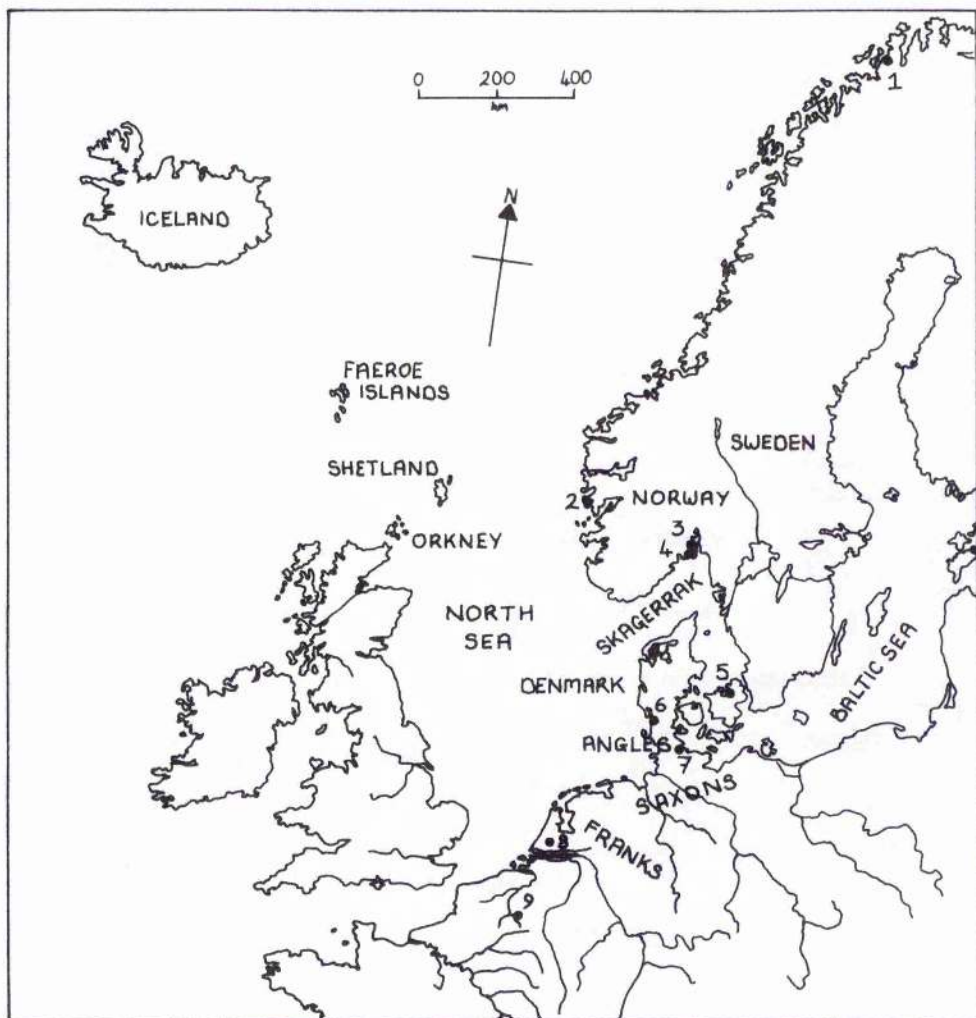 0 200 400
km
1
N
ICELAND
FAEROE
ISLANDS
SWEDEN
SHETLAND
2
NORWAY
3
ORKNEY
4
SKAGERRAK
NORTH
SEA
5
DENMARK
BALTIC SEA
6
ANGLES
7
SAXONS
8
FRANKS
9